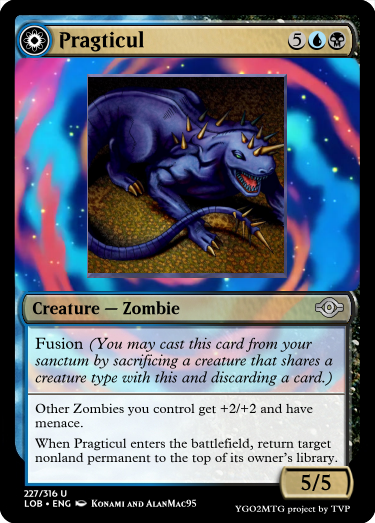 Pragticul 5
Creature — Zombie
Fusion (You may cast this card from your
sanctum by sacrificing a creature that shares a
creature type with this and discarding a card.)
Other Zombies you control get +2/+2 and have
menace.
When Pragticul enters the battlefield, return target
nonland permanent to the top of its owner's library.
5/5
227/316 U
LOB • ENG Konami and AlanMac95
YGO2MTG project by TVP